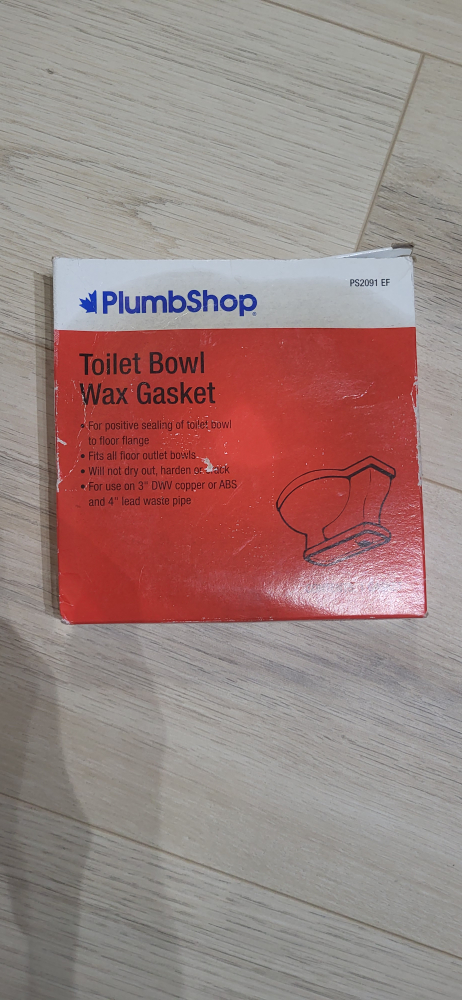 PS2091 EF
PlumbShop®
Toilet Bowl
Wax Gasket
• For positive sealing of toilet bowl
to floor flange
• Fits all floor outlet bowls
• Will not dry out, harden or crack
• For use on 3" DWV copper or ABS
and 4" lead waste pipe